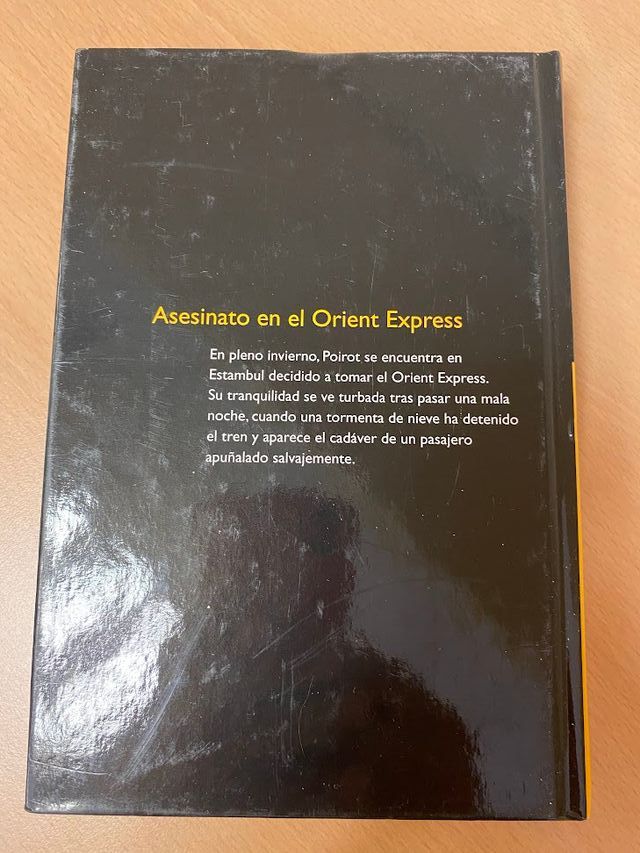 Asesinato en el Orient Express
En pleno invierno, Poirot se encuentra en
Estambul decidido a tomar el Orient Express.
Su tranquilidad se ve turbada tras pasar una mala
noche, cuando una tormenta de nieve ha detenido
el tren y aparece el cadáver de un pasajero
apuñalado salvajemente.